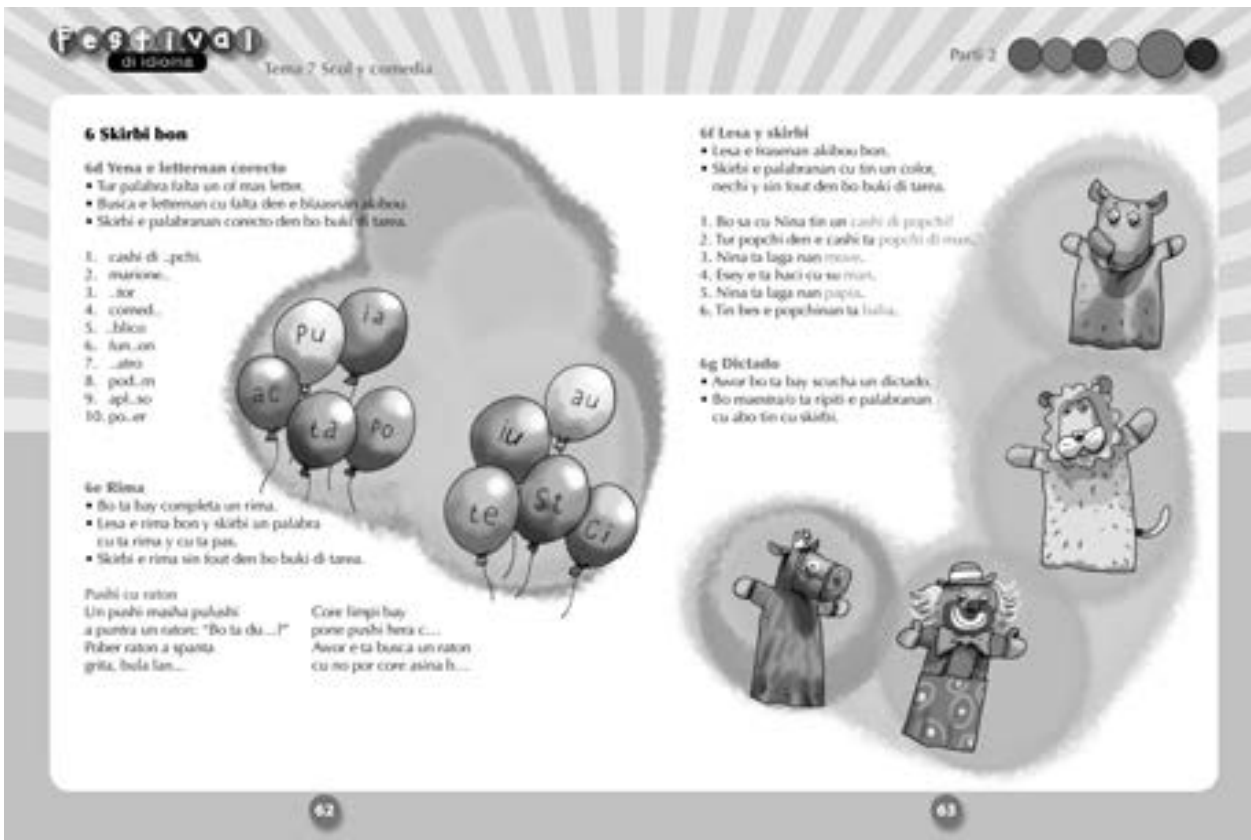 Festival
di idioma
Tema 7 Scol y comedia
Parti 2
6 Skirbi bon
6d Yena e letternan corecto
• Tur palabra falta un of mas letter.
• Busca e letternan cu falta den e blaasnan akibou.
• Skirbi e palabranan corecto den bo buki di tarea.
1. cashi di ..pchi.
2. marione..
3. ..tor
4. comed..
5. ..blico
6. fun..on
7. ..atro
8. pod..m
9. apl..so
10. po..er
pu
ia
ac
ta
po
au
iu
te
st
ci
6e Rima
• Bo ta bay completa un rima.
• Lesa e rima bon y skirbi un palabra
cu ta rima y cu ta pas.
• Skirbi e rima sin fout den bo buki di tarea.
Pushi cu raton
Un pushi masha pulushi
a puntra un raton: "Bo ta du...?"
Pober raton a spanta
grita, bula lan...
Core limpi bay
pone pushi hera c...
Awor e ta busca un raton
cu no por core asina h...
62
6f Lesa y skirbi
• Lesa e frasenan akibou bon.
• Skirbi e palabranan cu tin un color,
nechi y sin fout den bo buki di tarea.
1. Bo sa cu Nina tin un cashi di popchi?
2. Tur popchi den e cashi ta popchi di man.
3. Nina ta laga nan move.
4. Esey e ta haci cu su man.
5. Nina ta laga nan papia.
6. Tin bes e popchinan ta balia.
6g Dictado
• Awor bo ta bay scucha un dictado.
• Bo maestra/o ta ripiti e palabranan
cu abo tin cu skirbi.
63